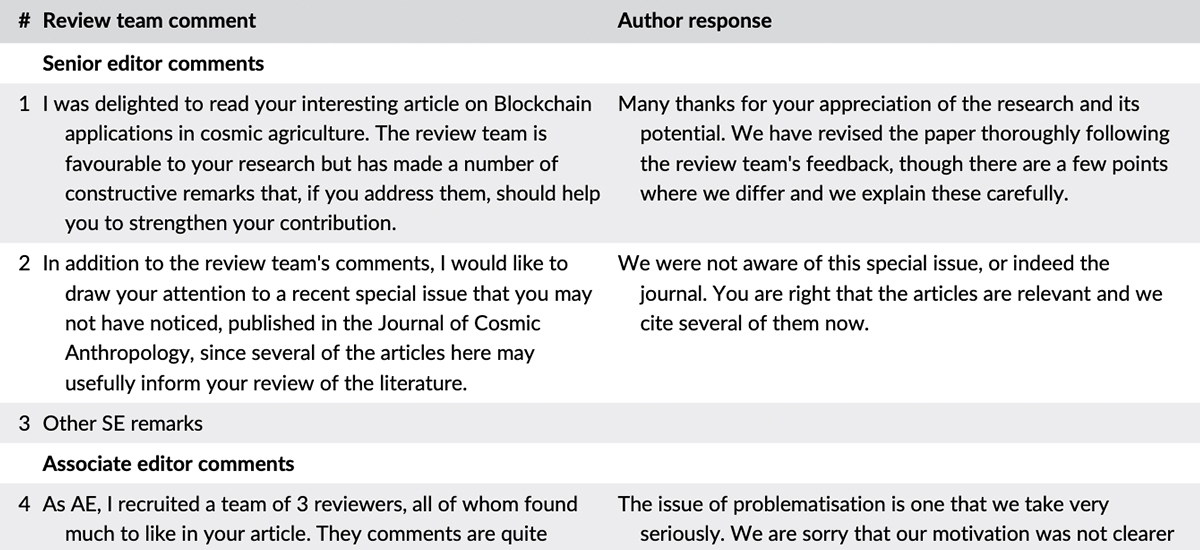 # Review team comment Author response
Senior editor comments
1 I was delighted to read your interesting article on Blockchain
applications in cosmic agriculture. The review team is
favourable to your research but has made a number of
constructive remarks that, if you address them, should help
you to strengthen your contribution.
Many thanks for your appreciation of the research and its
potential. We have revised the paper thoroughly following
the review team's feedback, though there are a few points
where we differ and we explain these carefully.
2 In addition to the review team's comments, I would like to
draw your attention to a recent special issue that you may
not have noticed, published in the Journal of Cosmic
Anthropology, since several of the articles here may
usefully inform your review of the literature.
We were not aware of this special issue, or indeed the
journal. You are right that the articles are relevant and we
cite several of them now.
3 Other SE remarks
Associate editor comments
4 As AE, I recruited a team of 3 reviewers, all of whom found
much to like in your article. They comments are quite
The issue of problematisation is one that we take very
seriously. We are sorry that our motivation was not clearer